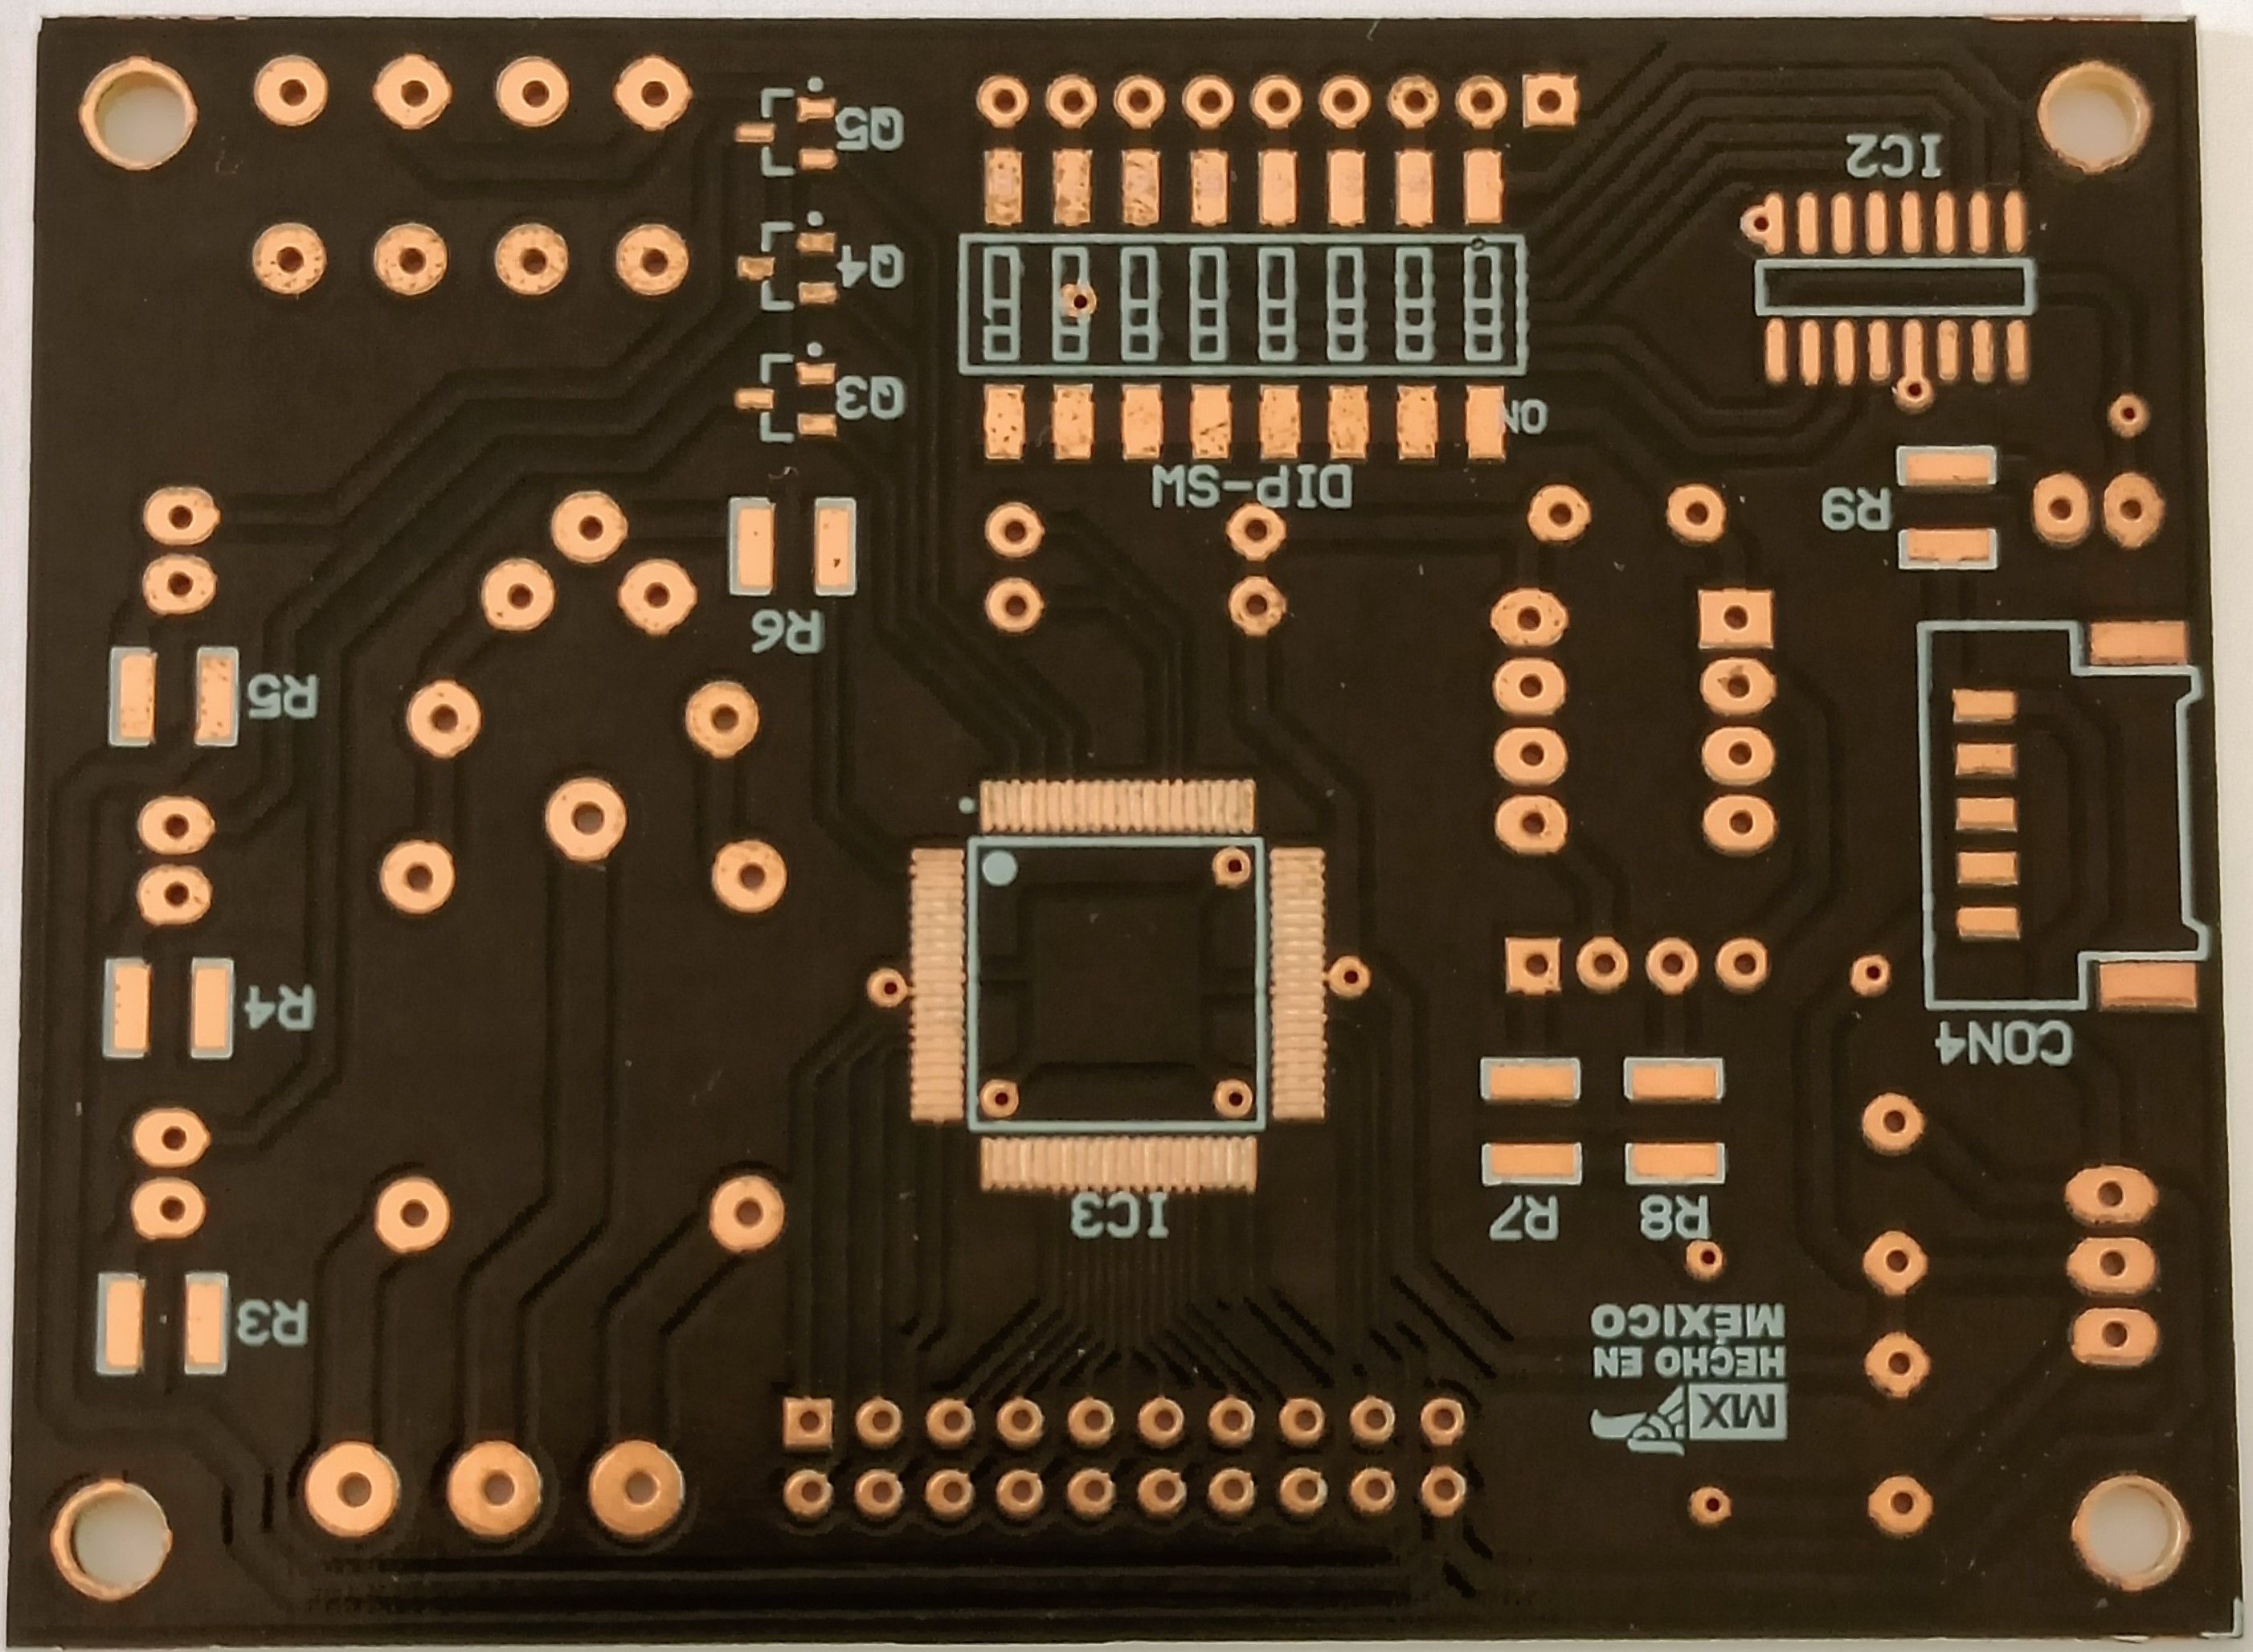 Q5
IC2
Q4
Q3
ON
DIP-SW
R9
R6
R5
R4
CON4
IC3
R7
R8
R3
MX
HECHO EN
MÉXICO